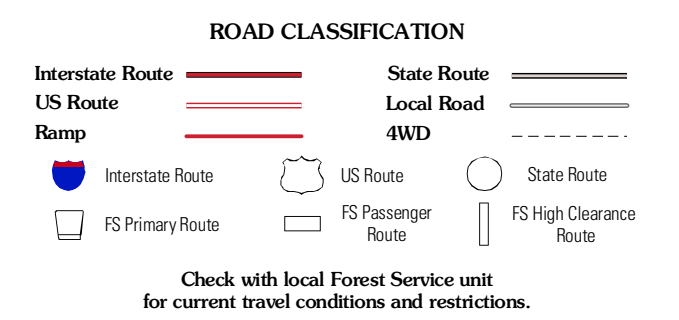 ROAD CLASSIFICATION
Interstate Route
State Route
US Route
Local Road
Ramp
4WD
Interstate Route
US Route
State Route
FS Primary Route
FS Passenger
Route
FS High Clearance
Route
Check with local Forest Service unit
for current travel conditions and restrictions.